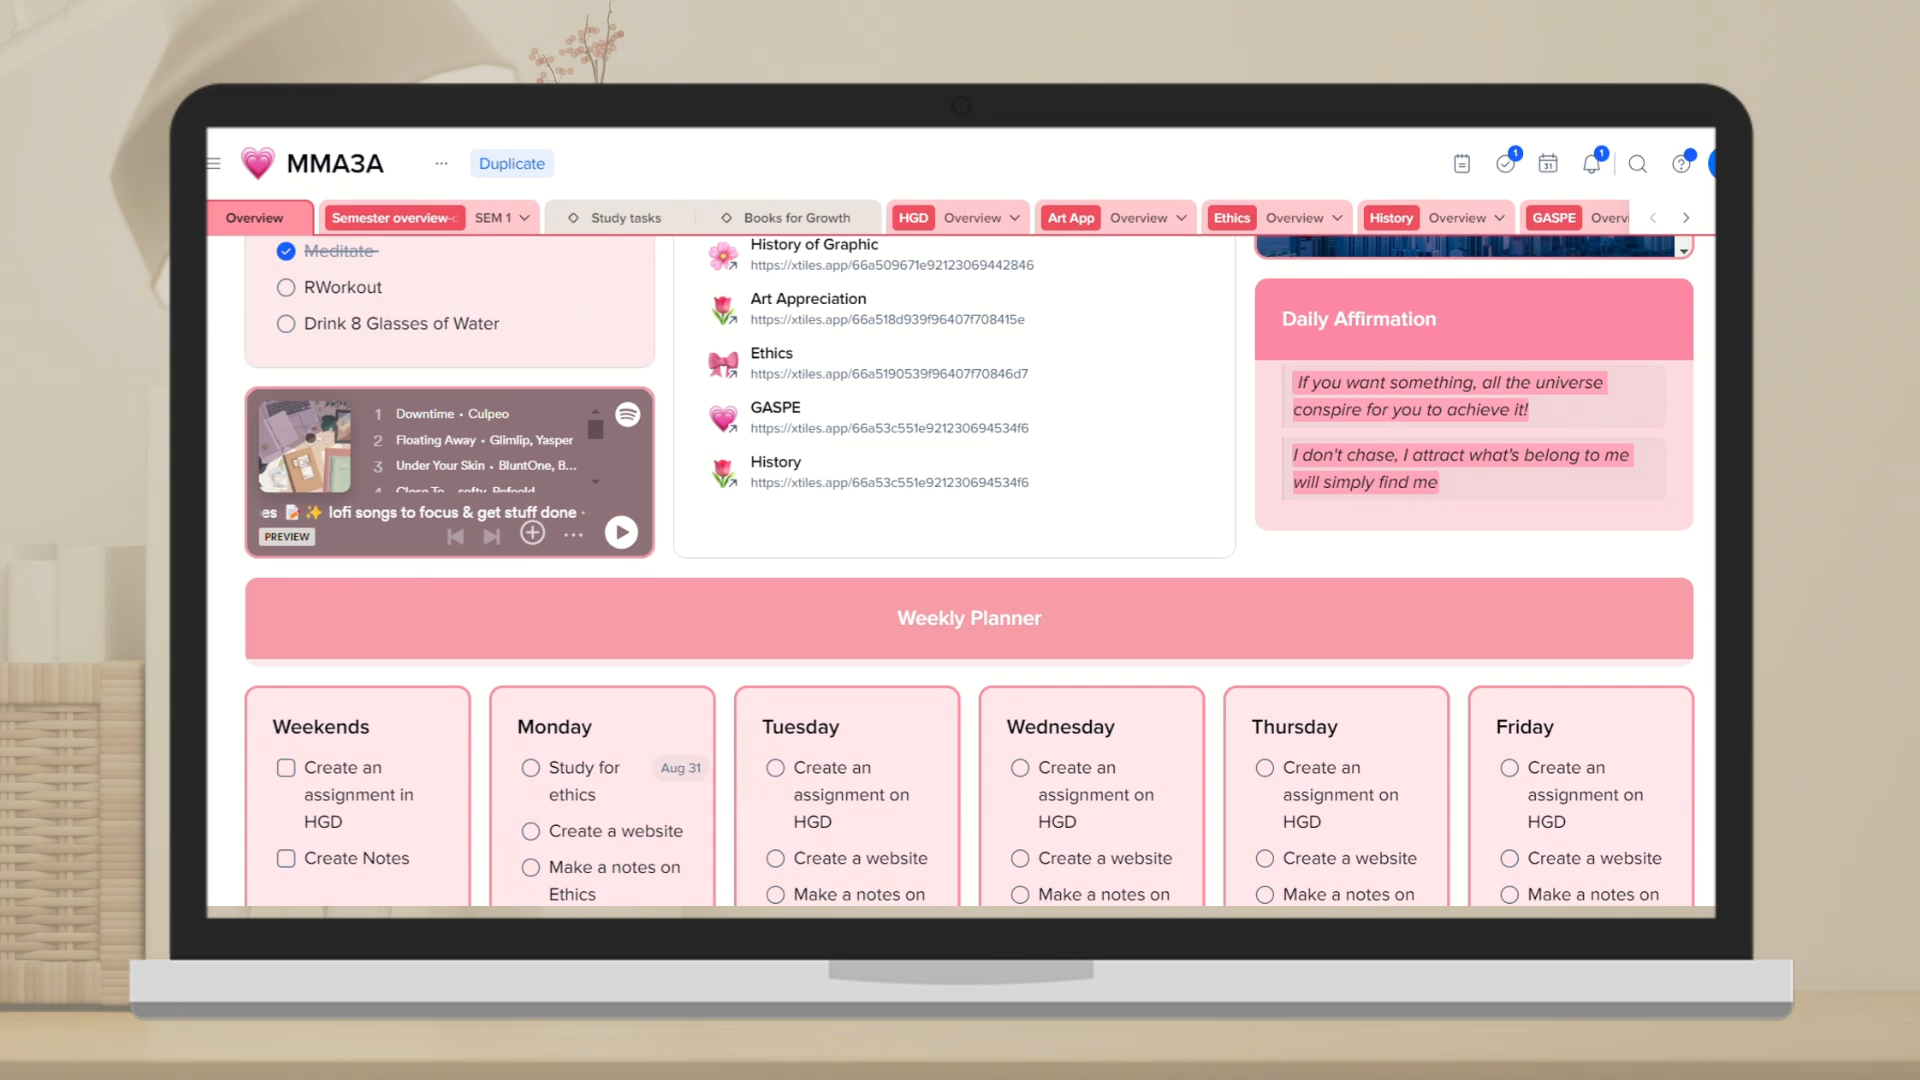 MMA3A
...
Duplicate
1
31
1
Overview
Semester overview-
SEM 1
Study tasks
Books for Growth
HGD
Overview
Art App
Overview
Ethics
Overview
History
Overview
GASPE
Overvi
Meditate
RWorkout
Drink 8 Glasses of Water
1 Downtime • Culpeo
2 Floating Away • Glimlip, Yasper
3 Under Your Skin • BluntOne, B...
es 📝 ✨ lofi songs to focus & get stuff done
PREVIEW
History of Graphic
https://xtiles.app/66a509671e92123069442846
Art Appreciation
https://xtiles.app/66a518d939f96407f708415e
Ethics
https://xtiles.app/66a5190539f96407f70846d7
GASPE
https://xtiles.app/66a53c551e921230694534f6
History
https://xtiles.app/66a53c551e921230694534f6
Daily Affirmation
If you want something, all the universe
conspire for you to achieve it!
I don't chase, I attract what's belong to me
will simply find me
Weekly Planner
Weekends
Create an
assignment in
HGD
Create Notes
Monday
Study for
ethics
Aug 31
Create a website
Make a notes on
Ethics
Tuesday
Create an
assignment on
HGD
Create a website
Make a notes on
Wednesday
Create an
assignment on
HGD
Create a website
Make a notes on
Thursday
Create an
assignment on
HGD
Create a website
Make a notes on
Friday
Create an
assignment on
HGD
Create a website
Make a notes on